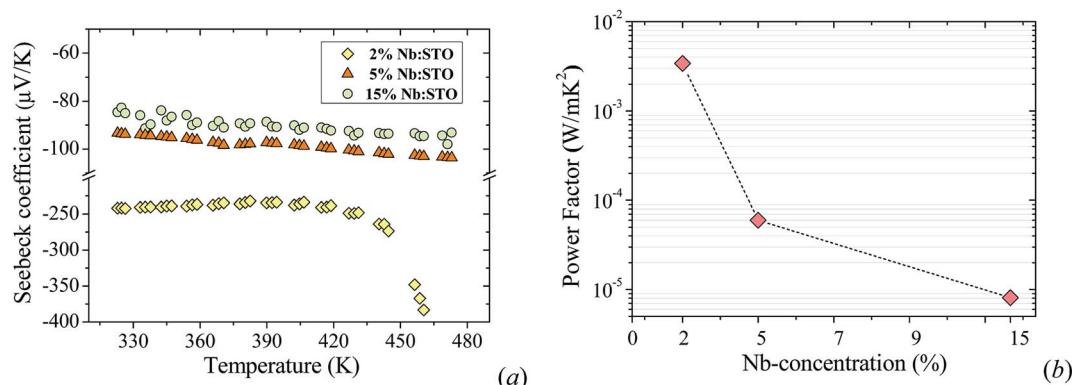 Seebeck coefficient (µV/K)
-60
-80
-100
-250
-300
-350
-400
2% Nb:STO
5% Nb:STO
15% Nb:STO
330 360 390 420 450 480
Temperature (K)
(a)
Power Factor (W/mK²)
10⁻²
10⁻³
10⁻⁴
10⁻⁵
0 2 5 7 9 15
Nb-concentration (%)
(b)